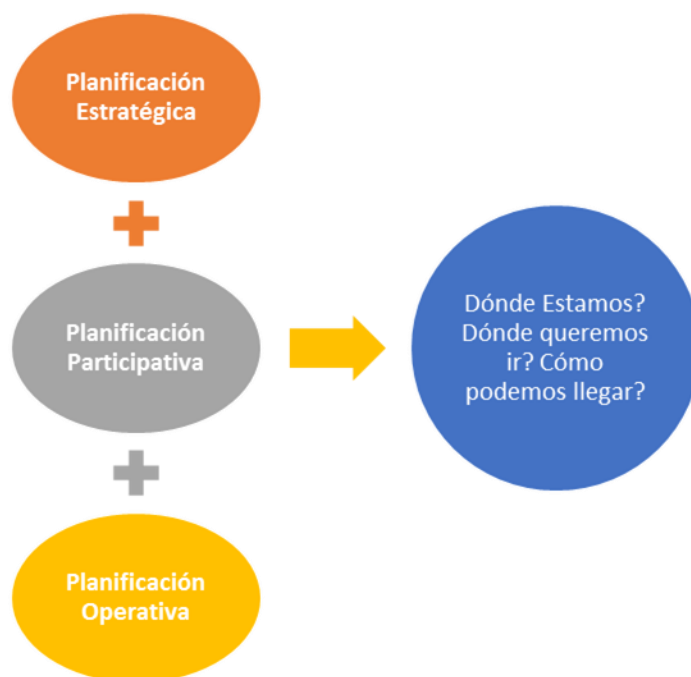 Planificación
Estratégica
Planificación
Participativa
Dónde Estamos?
Dónde queremos
ir? Cómo
podemos llegar?
Planificación
Operativa